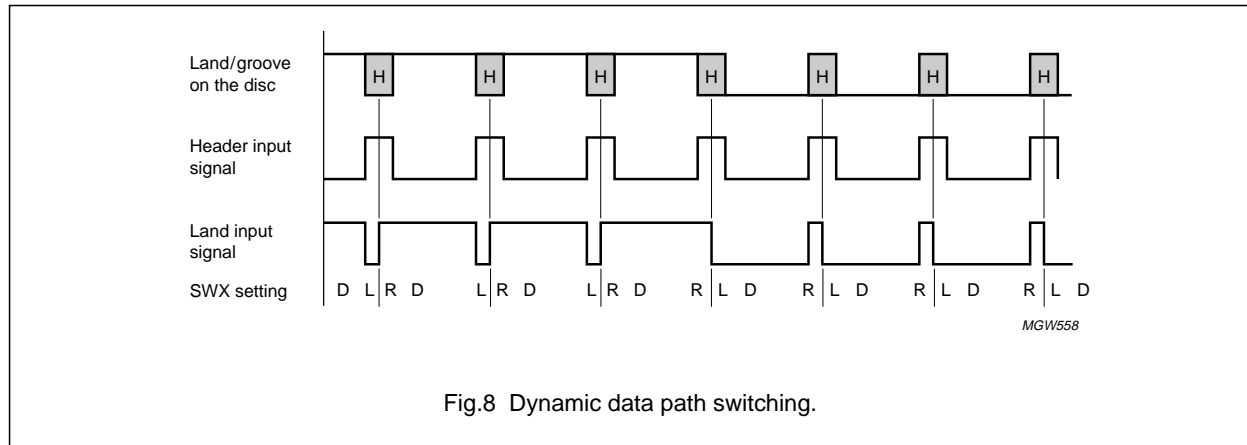 Land/groove
on the disc
H H H H H H H
Header input
signal
Land input
signal
SWX setting D L R D L R D L R D R L D R L D R L D R L D
MGW558
Fig.8 Dynamic data path switching.